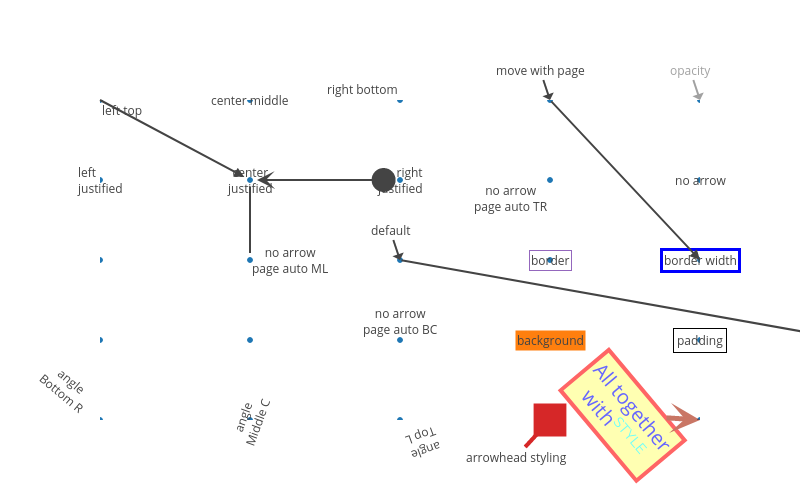 move with page
opacity
right bottom
center middle
left top
left
justified
center
justified
right
justified
no arrow
no arrow
page auto TR
default
no arrow
page auto ML
border
border width
no arrow
page auto BC
background
padding
angle
Bottom R
angle
Middle C
angle
Top L
All together
with STYLE
arrowhead styling